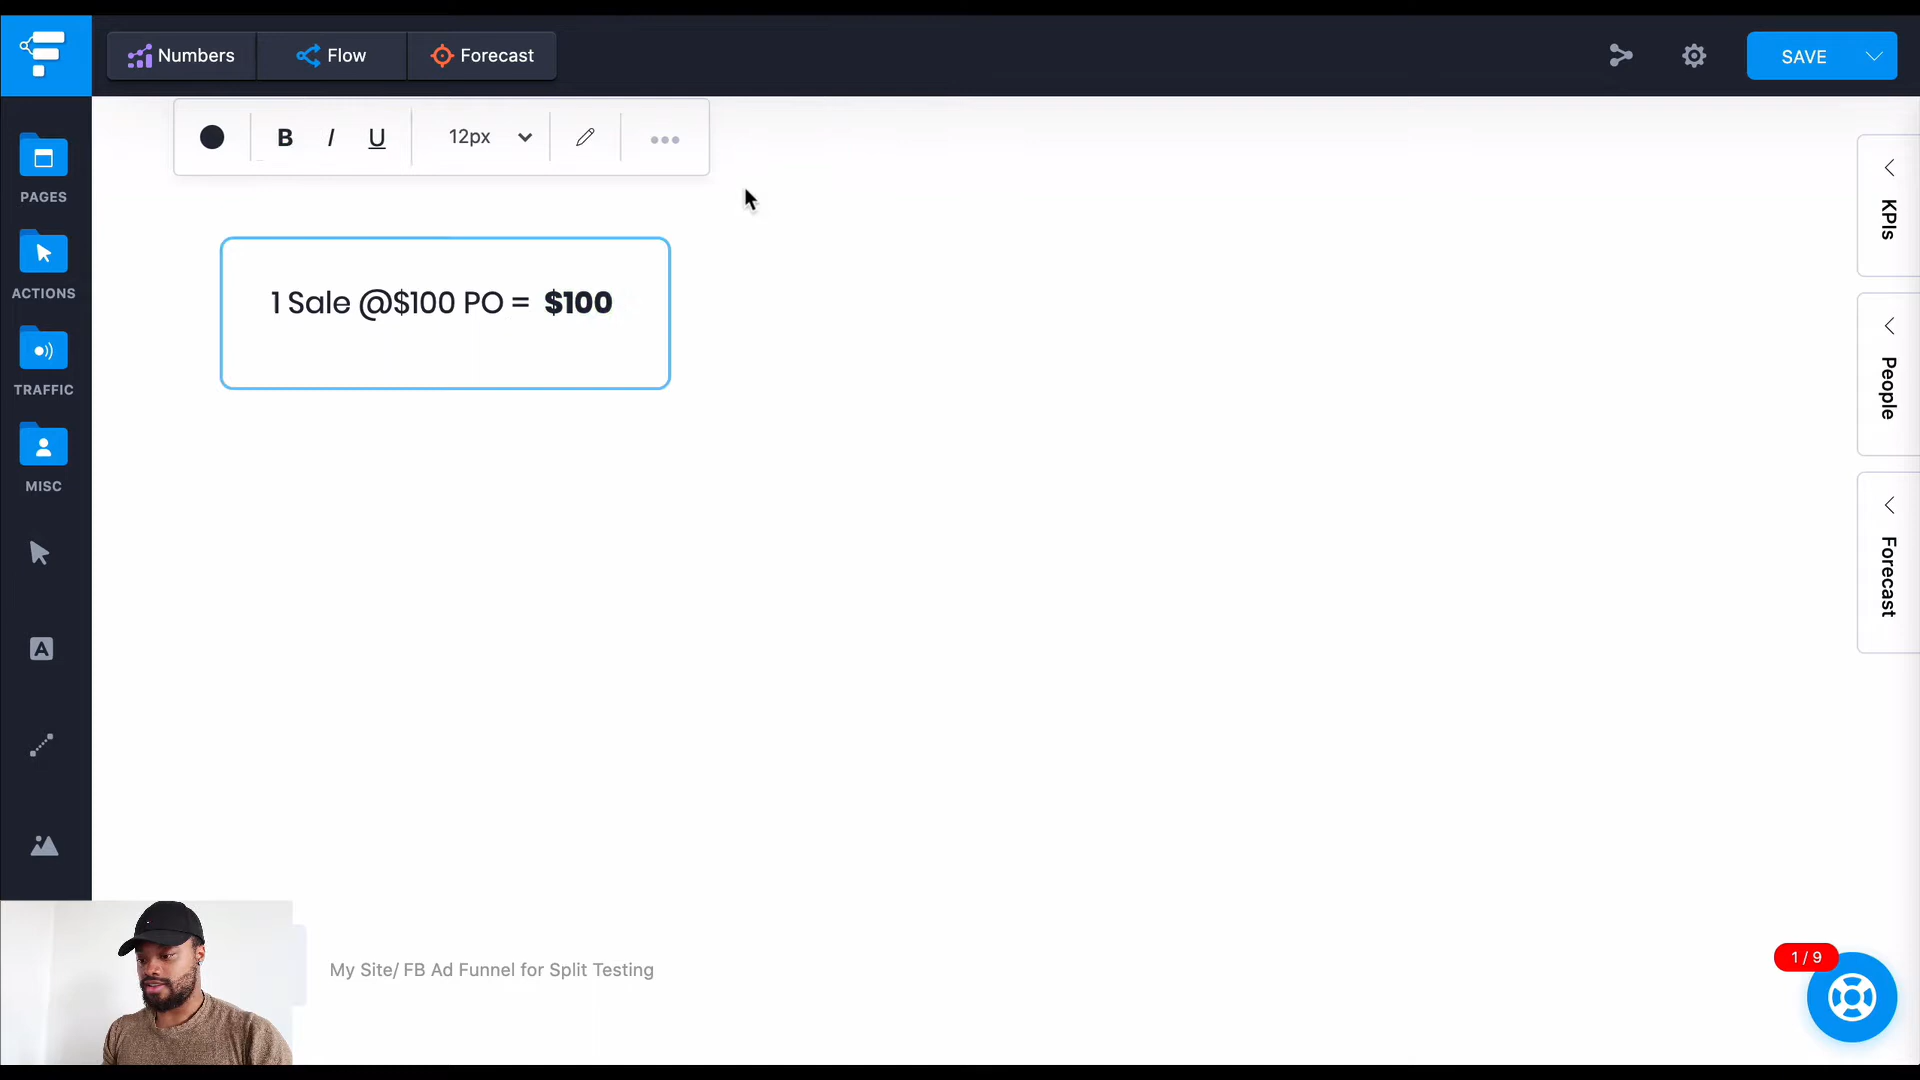 Numbers
Flow
Forecast
SAVE
B I U 12px
PAGES
ACTIONS
TRAFFIC
MISC
A
1 Sale @$100 PO = $100
KPIs
People
Forecast
My Site/ FB Ad Funnel for Split Testing
1 / 9